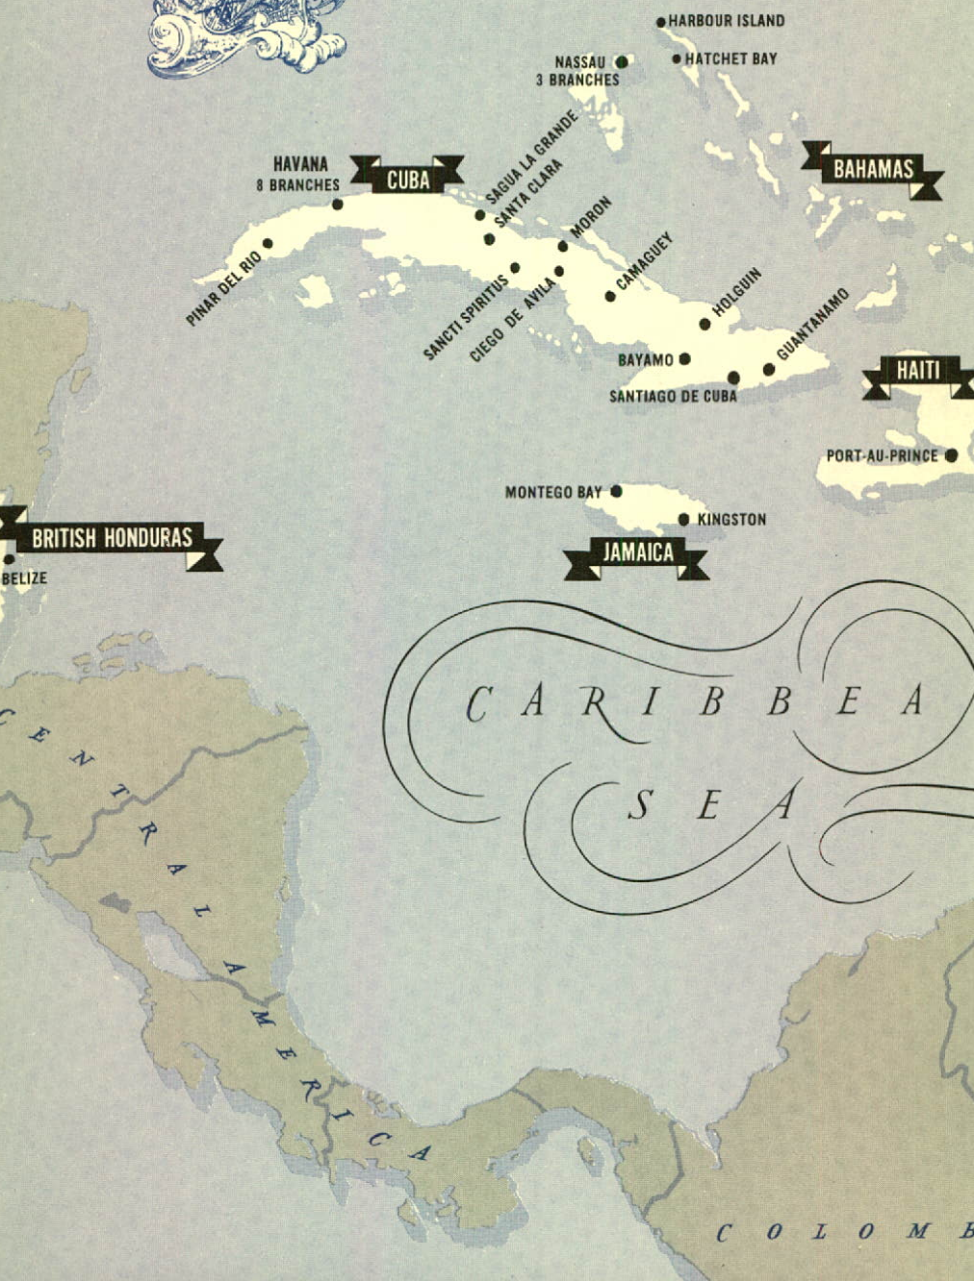 HARBOUR ISLAND
HATCHET BAY
NASSAU
3 BRANCHES
BAHAMAS
HAVANA
8 BRANCHES
CUBA
SAGUA LA GRANDE
SANTA CLARA
MORON
CAMAGUEY
HOLGUIN
GUANTANAMO
PINAR DEL RIO
SANCTI SPIRITUS
CIEGO DE AVILA
BAYAMO
SANTIAGO DE CUBA
HAITI
PORT-AU-PRINCE
MONTEGO BAY
KINGSTON
JAMAICA
BRITISH HONDURAS
BELIZE
CARIBBEA
SEA
CENTRAL AMERICA
COLOMB